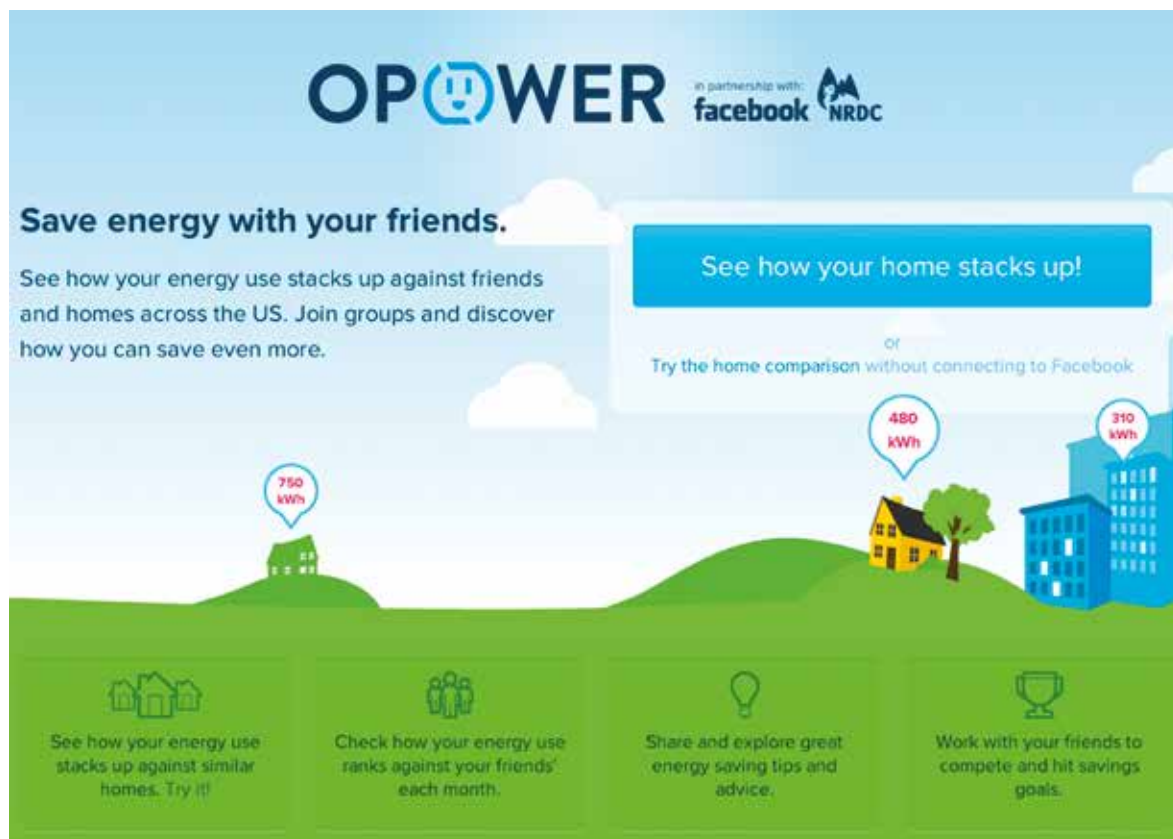 OPOWER
in partnership with:
facebook
NRDC
Save energy with your friends.
See how your energy use stacks up against friends
and homes across the US. Join groups and discover
how you can save even more.
See how your home stacks up!
or
Try the home comparison without connecting to Facebook
750
kWh
480
kWh
310
kWh
See how your energy use
stacks up against similar
homes. Try it!
Check how your energy use
ranks against your friends'
each month.
Share and explore great
energy saving tips and
advice.
Work with your friends to
compete and hit savings
goals.